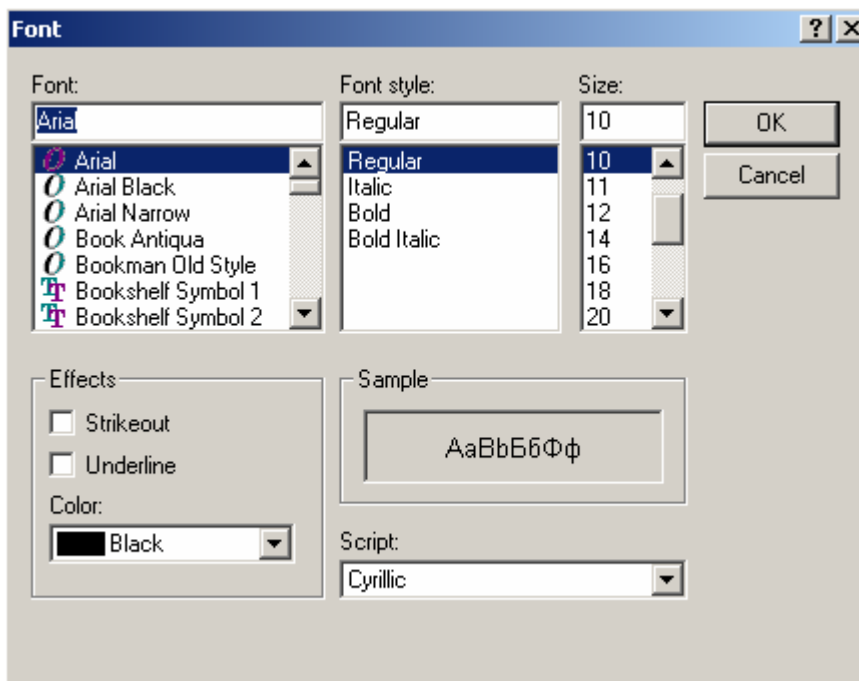 Font
Font:
Font style:
Size:
Arial
Regular
10
OK
Cancel
Arial
Arial Black
Arial Narrow
Book Antiqua
Bookman Old Style
Bookshelf Symbol 1
Bookshelf Symbol 2
Regular
Italic
Bold
Bold Italic
10
11
12
14
16
18
20
Effects
Strikeout
Underline
Color:
Black
Sample
AaBbБбФф
Script:
Cyrillic